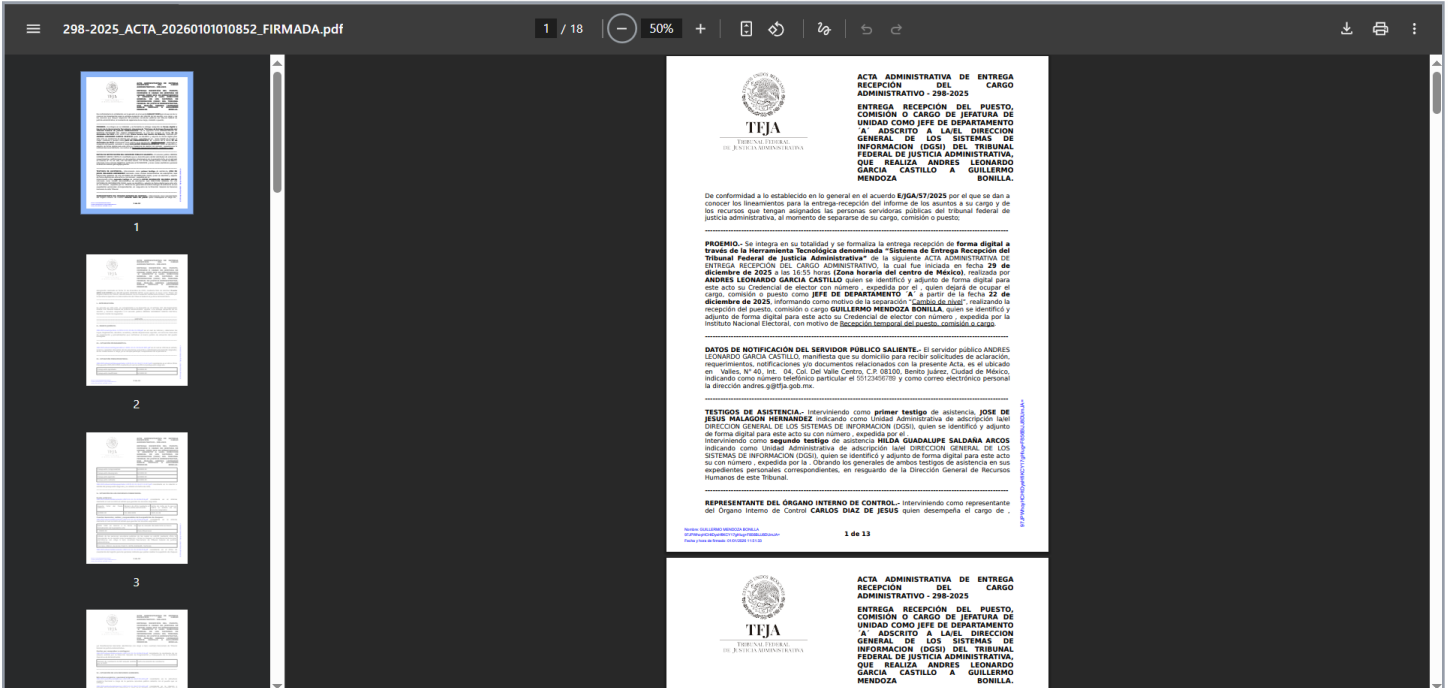 298-2025_ACTA_20260101010852_FIRMADA.pdf
1 / 18
50%
1
2
3
TFJA
TRIBUNAL FEDERAL
DE JUSTICIA ADMINISTRATIVA
ACTA ADMINISTRATIVA DE ENTREGA
RECEPCIÓN DEL CARGO
ADMINISTRATIVO - 298-2025
ENTREGA RECEPCIÓN DEL PUESTO,
COMISIÓN O CARGO DE JEFATURA DE
UNIDAD COMO JEFE DE DEPARTAMENTO
´A´ ADSCRITO A LA/EL DIRECCION
GENERAL DE LOS SISTEMAS DE
INFORMACION (DGSI) DEL TRIBUNAL
FEDERAL DE JUSTICIA ADMINISTRATIVA,
QUE REALIZA ANDRES LEONARDO
GARCIA CASTILLO A GUILLERMO
MENDOZA BONILLA.
De conformidad a lo establecido en lo general en el acuerdo E/JGA/57/2025 por el que se dan a
conocer los lineamientos para la entrega-recepción del informe de los asuntos a su cargo y de
los recursos que tengan asignados las personas servidoras públicas del tribunal federal de
justicia administrativa, al momento de separarse de su cargo, comisión o puesto;
PROEMIO.- Se integra en su totalidad y se formaliza la entrega recepción de forma digital a
través de la Herramienta Tecnológica denominada "Sistema de Entrega Recepción del
Tribunal Federal de Justicia Administrativa" de la siguiente ACTA ADMINISTRATIVA DE
ENTREGA RECEPCIÓN DEL CARGO ADMINISTRATIVO, la cual fue iniciada en fecha 29 de
diciembre de 2025 a las 16:55 horas (Zona horaria del centro de México), realizada por
ANDRES LEONARDO GARCIA CASTILLO quien se identificó y adjunto de forma digital para
este acto su Credencial de elector con número , expedida por el , quien dejará de ocupar el
cargo, comisión o puesto como JEFE DE DEPARTAMENTO ´A´ a partir de la fecha 22 de
diciembre de 2025, informando como motivo de la separación "Cambio de nivel", realizando la
recepción del puesto, comisión o cargo GUILLERMO MENDOZA BONILLA, quien se identificó y
adjunto de forma digital para este acto su Credencial de elector con número , expedida por el
Instituto Nacional Electoral, con motivo de Recepción temporal del puesto, comisión o cargo.
DATOS DE NOTIFICACIÓN DEL SERVIDOR PÚBLICO SALIENTE.- El servidor público ANDRES
LEONARDO GARCIA CASTILLO, manifiesta que su domicilio para recibir solicitudes de aclaración,
requerimientos, notificaciones y/o documentos relacionados con la presente Acta, es el ubicado
en Valles, N° 40, Int. 04, Col. Del Valle Centro, C.P. 08100, Benito Juárez, Ciudad de México,
indicando como número telefónico particular el 55123456789 y como correo electrónico personal
la dirección andres.g@tfja.gob.mx.
TESTIGOS DE ASISTENCIA.- Interviniendo como primer testigo de asistencia, JOSE DE
JESUS MALAGON HERNANDEZ indicando como Unidad Administrativa de adscripción la/el
DIRECCION GENERAL DE LOS SISTEMAS DE INFORMACION (DGSI), quien se identificó y adjunto
de forma digital para este acto su con número , expedida por el .
Interviniendo como segundo testigo de asistencia HILDA GUADALUPE SALDAÑA ARCOS
indicando como Unidad Administrativa de adscripción la/el DIRECCION GENERAL DE LOS
SISTEMAS DE INFORMACION (DGSI), quien se identificó y adjunto de forma digital para este acto
su con número , expedida por la . Obrando los generales de ambos testigos de asistencia en sus
expedientes personales correspondientes, en resguardo de la Dirección General de Recursos
Humanos de este Tribunal.
REPRESENTANTE DEL ÓRGANO INTERNO DE CONTROL.- Interviniendo como representante
del Órgano Interno de Control CARLOS DIAZ DE JESUS quien desempeña el cargo de .
Nombre: GUILLERMO MENDOZA BONILLA
1 de 13
TFJA
TRIBUNAL FEDERAL
DE JUSTICIA ADMINISTRATIVA
ACTA ADMINISTRATIVA DE ENTREGA
RECEPCIÓN DEL CARGO
ADMINISTRATIVO - 298-2025
ENTREGA RECEPCIÓN DEL PUESTO,
COMISIÓN O CARGO DE JEFATURA DE
UNIDAD COMO JEFE DE DEPARTAMENTO
´A´ ADSCRITO A LA/EL DIRECCION
GENERAL DE LOS SISTEMAS DE
INFORMACION (DGSI) DEL TRIBUNAL
FEDERAL DE JUSTICIA ADMINISTRATIVA,
QUE REALIZA ANDRES LEONARDO
GARCIA CASTILLO A GUILLERMO
MENDOZA BONILLA.